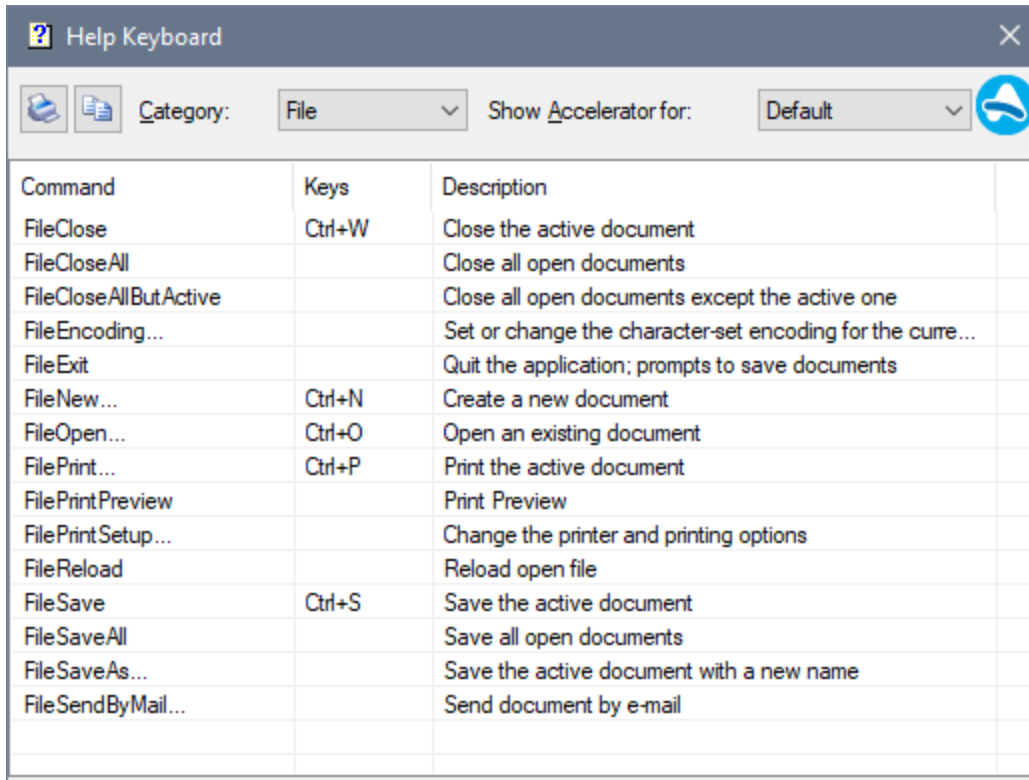 Help Keyboard
Category: File Show Accelerator for: Default
Command Keys Description
FileClose Ctrl+W Close the active document
FileCloseAll Close all open documents
FileCloseAllButActive Close all open documents except the active one
FileEncoding... Set or change the character-set encoding for the curre...
FileExit Quit the application; prompts to save documents
FileNew... Ctrl+N Create a new document
FileOpen... Ctrl+O Open an existing document
FilePrint... Ctrl+P Print the active document
FilePrintPreview Print Preview
FilePrintSetup... Change the printer and printing options
FileReload Reload open file
FileSave Ctrl+S Save the active document
FileSaveAll Save all open documents
FileSaveAs... Save the active document with a new name
FileSendByMail... Send document by e-mail